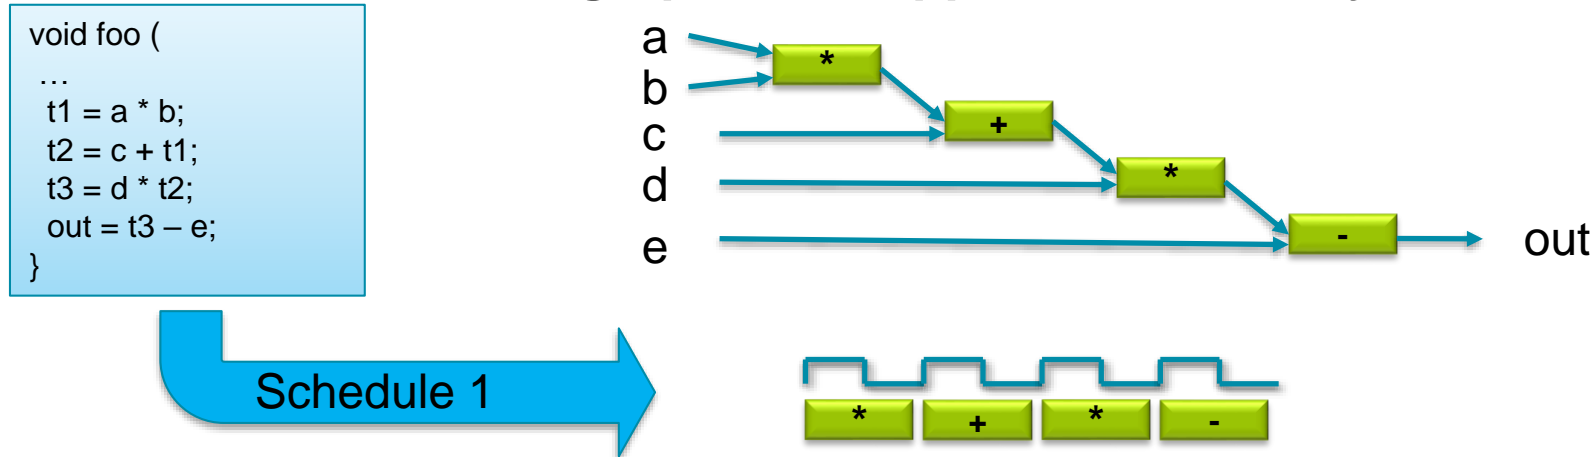 void foo (
…
t1 = a * b;
t2 = c + t1;
t3 = d * t2;
out = t3 – e;
}
a
b
c
d
e
*
+
*
-
out
Schedule 1
* + * -